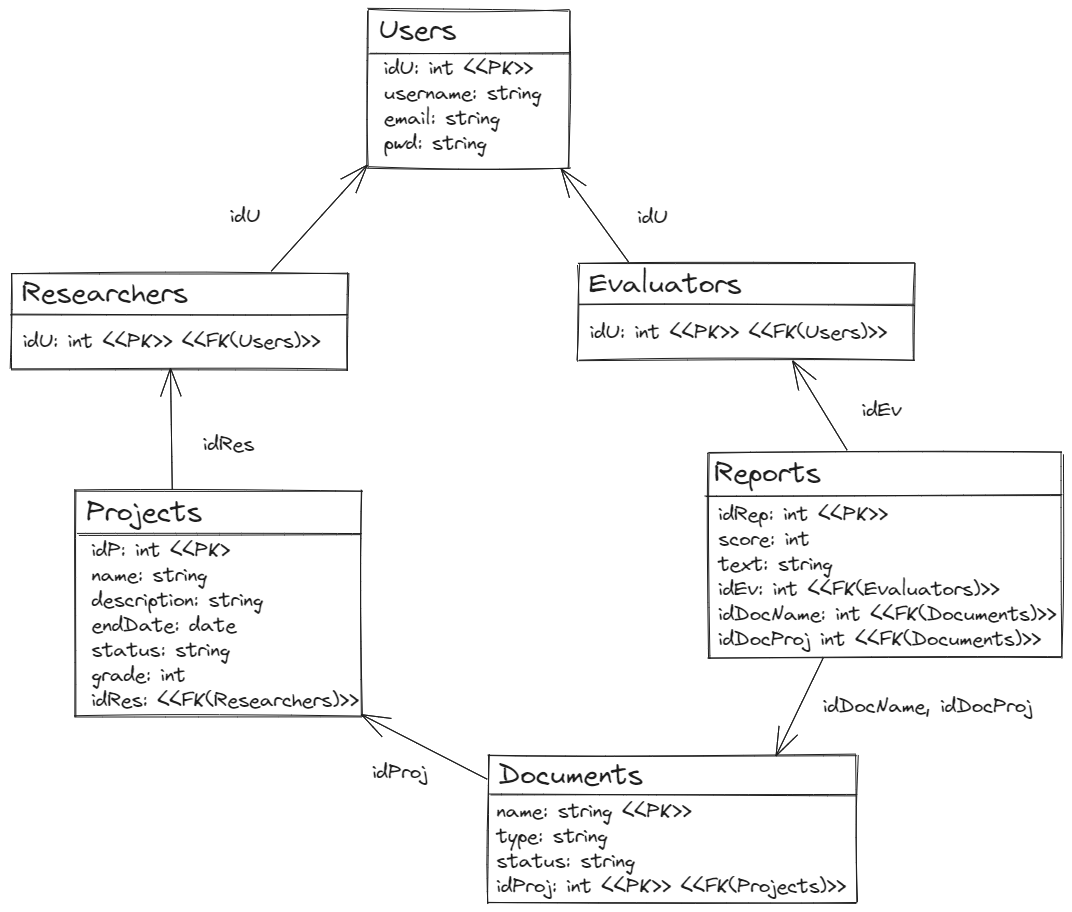 Users
idU: int <<PK>>
username: string
email: string
pwd: string
idU
idU
Researchers
idU: int <<PK>> <<FK(Users)>>
Evaluators
idU: int <<PK>> <<FK(Users)>>
idRes
idEv
Projects
idP: int <<PK>
name: string
description: string
endDate: date
status: string
grade: int
idRes: <<FK(Researchers)>>
Reports
idRep: int <<PK>>
score: int
text: string
idEv: int <<FK(Evaluators)>>
idDocName: int <<FK(Documents)>>
idDocProj int <<FK(Documents)>>
idDocName, idDocProj
idProj
Documents
name: string <<PK>>
type: string
status: string
idProj: int <<PK>> <<FK(Projects)>>